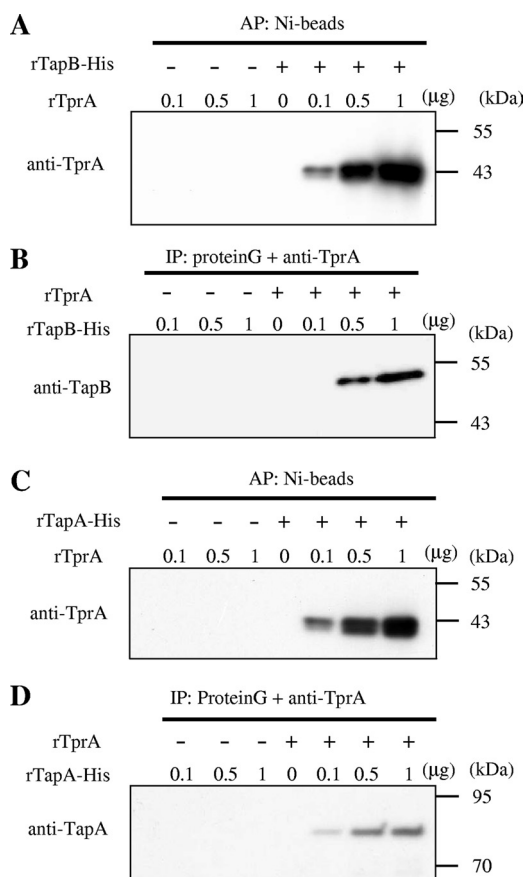 A
AP: Ni-beads
rTapB-His - - - + + + +
rTprA 0.1 0.5 1 0 0.1 0.5 1 (μg) (kDa)
55
anti-TprA 43
B
IP: proteinG + anti-TprA
rTprA - - - + + + +
rTapB-His 0.1 0.5 1 0 0.1 0.5 1 (μg) (kDa)
55
anti-TapB
43
C
AP: Ni-beads
rTapA-His - - - + + + +
rTprA 0.1 0.5 1 0 0.1 0.5 1 (μg) (kDa)
55
anti-TprA 43
D
IP: ProteinG + anti-TprA
rTprA - - - + + + +
rTapA-His 0.1 0.5 1 0 0.1 0.5 1 (μg) (kDa)
95
anti-TapA
70